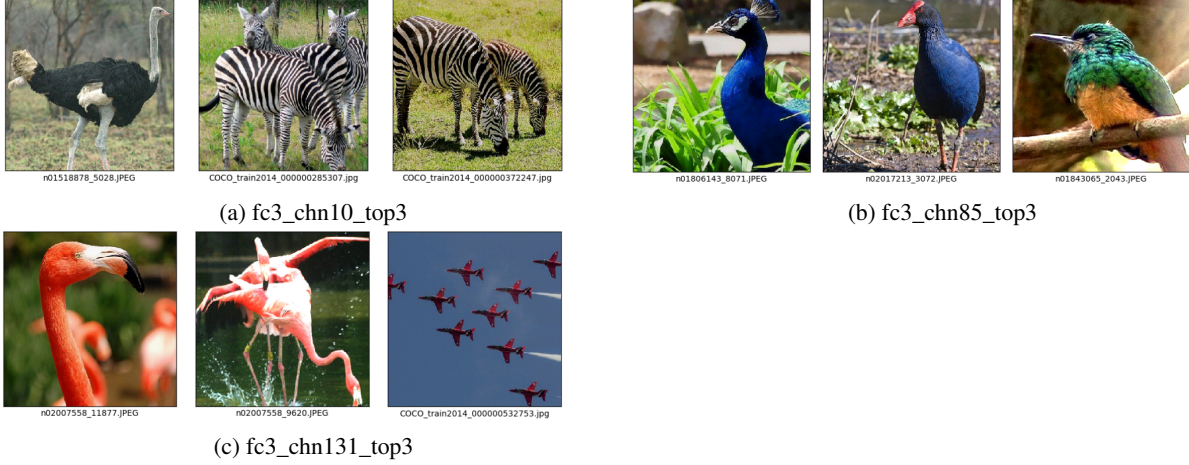 n01518878_5028.JPEG
COCO_train2014_000000285307.jpg
COCO_train2014_000000372247.jpg
(a) fc3_chn10_top3
n01806143_8071.JPEG
n02017213_3072.JPEG
n01843065_2043.JPEG
(b) fc3_chn85_top3
n02007558_11877.JPEG
n02007558_9620.JPEG
COCO_train2014_000000532753.jpg
(c) fc3_chn131_top3